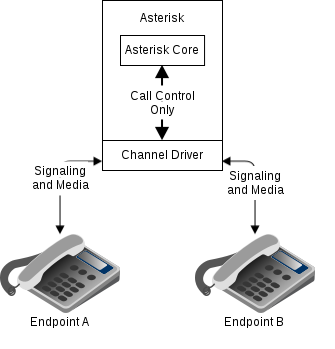 Asterisk
Asterisk Core
Call Control
Only
Channel Driver
Signaling
and Media
Signaling
and Media
Endpoint A
Endpoint B